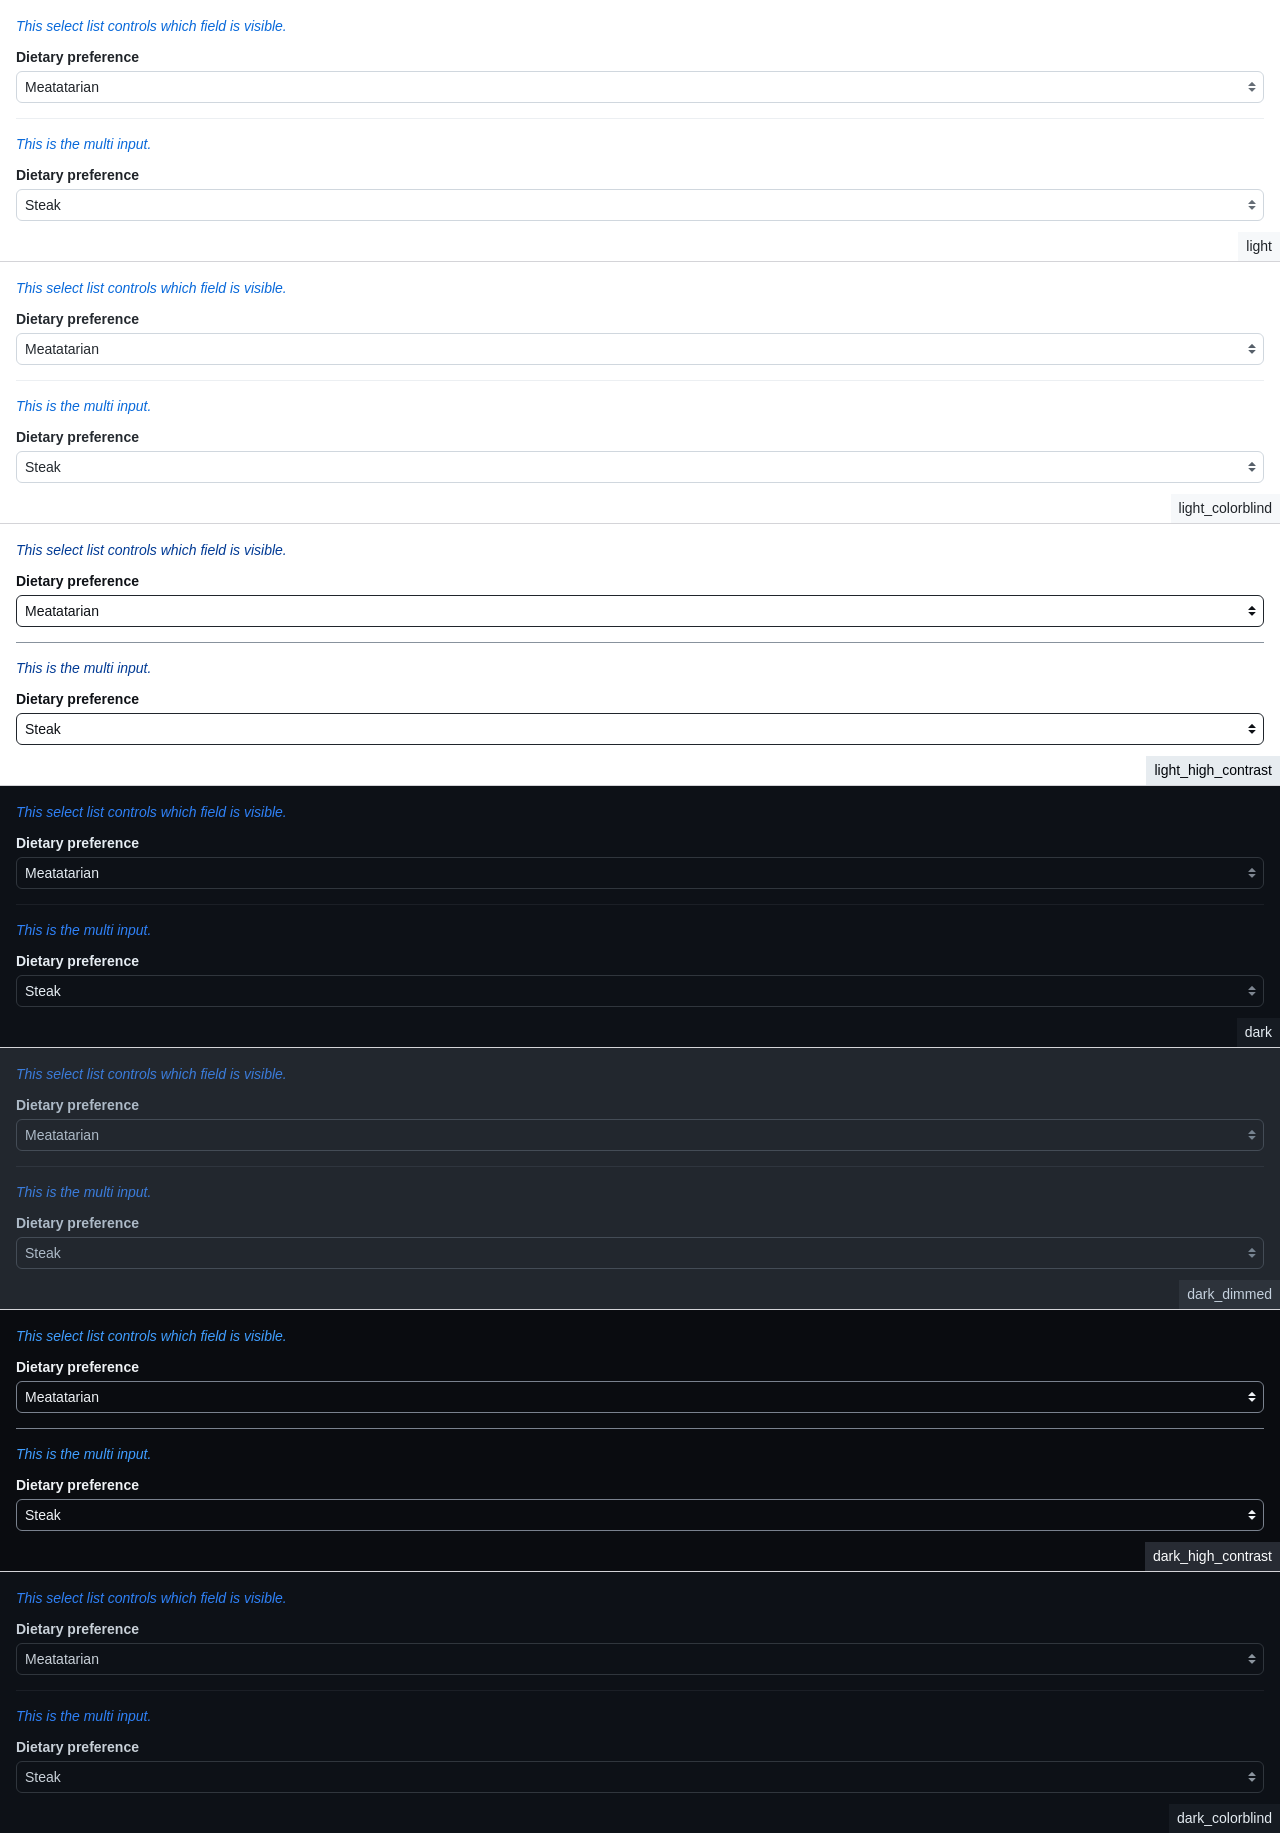 This select list controls which field is visible.
Dietary preference
Meatatarian
This is the multi input.
Dietary preference
Steak
light
This select list controls which field is visible.
Dietary preference
Meatatarian
This is the multi input.
Dietary preference
Steak
light_colorblind
This select list controls which field is visible.
Dietary preference
Meatatarian
This is the multi input.
Dietary preference
Steak
light_high_contrast
This select list controls which field is visible.
Dietary preference
Meatatarian
This is the multi input.
Dietary preference
Steak
dark
This select list controls which field is visible.
Dietary preference
Meatatarian
This is the multi input.
Dietary preference
Steak
dark_dimmed
This select list controls which field is visible.
Dietary preference
Meatatarian
This is the multi input.
Dietary preference
Steak
dark_high_contrast
This select list controls which field is visible.
Dietary preference
Meatatarian
This is the multi input.
Dietary preference
Steak
dark_colorblind